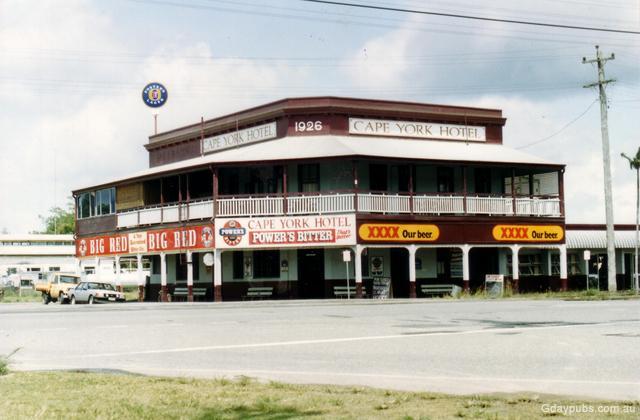 1926
CAPE YORK HOTEL
CAPE YORK HOTEL
CAPE YORK HOTEL
POWER'S BITTER
BIG RED
BIG RED
POWER'S
XXXX Our beer.
XXXX Our beer.
Gdaypubs.com.au